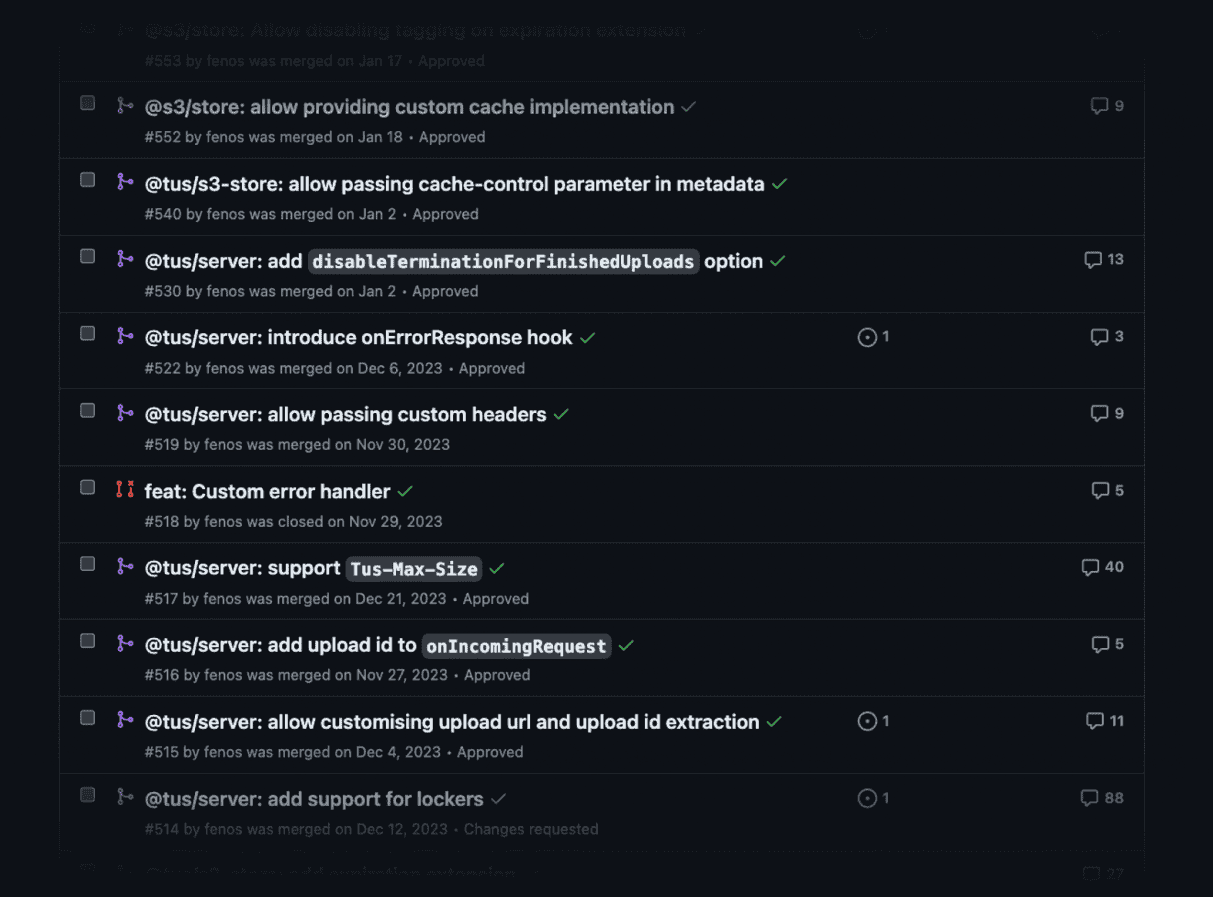 @s3/store: Allow disabling tagging on expiration extension
#553 by fenos was merged on Jan 17 • Approved
@s3/store: allow providing custom cache implementation
9
#552 by fenos was merged on Jan 18 • Approved
@tus/s3-store: allow passing cache-control parameter in metadata
#540 by fenos was merged on Jan 2 • Approved
@tus/server: add disableTerminationForFinishedUploads option
13
#530 by fenos was merged on Jan 2 • Approved
@tus/server: introduce onErrorResponse hook
1
3
#522 by fenos was merged on Dec 6, 2023 • Approved
@tus/server: allow passing custom headers
9
#519 by fenos was merged on Nov 30, 2023
feat: Custom error handler
5
#518 by fenos was closed on Nov 29, 2023
@tus/server: support Tus-Max-Size
40
#517 by fenos was merged on Dec 21, 2023 • Approved
@tus/server: add upload id to onIncomingRequest
5
#516 by fenos was merged on Nov 27, 2023 • Approved
@tus/server: allow customising upload url and upload id extraction
1
11
#515 by fenos was merged on Dec 4, 2023 • Approved
@tus/server: add support for lockers
1
88
#514 by fenos was merged on Dec 12, 2023 • Changes requested
@tus/s3-store: add expiration extension
27